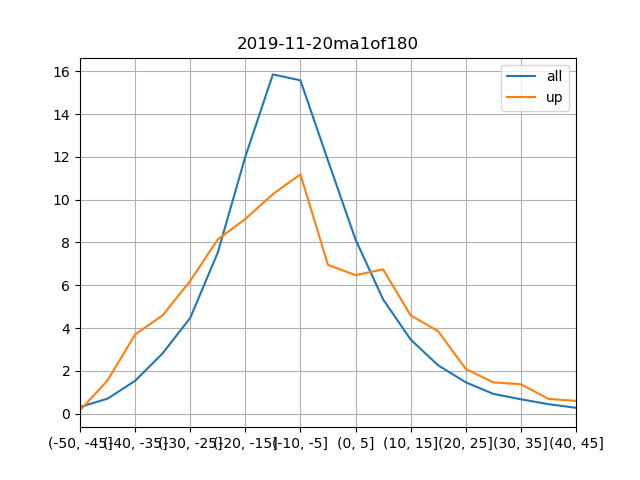 2019-11-20ma1of180
all
up
16
14
12
10
8
6
4
2
0
(-50, -45] (-40, -35] (-30, -25] (-20, -15] (-10, -5] (0, 5] (10, 15] (20, 25] (30, 35] (40, 45]